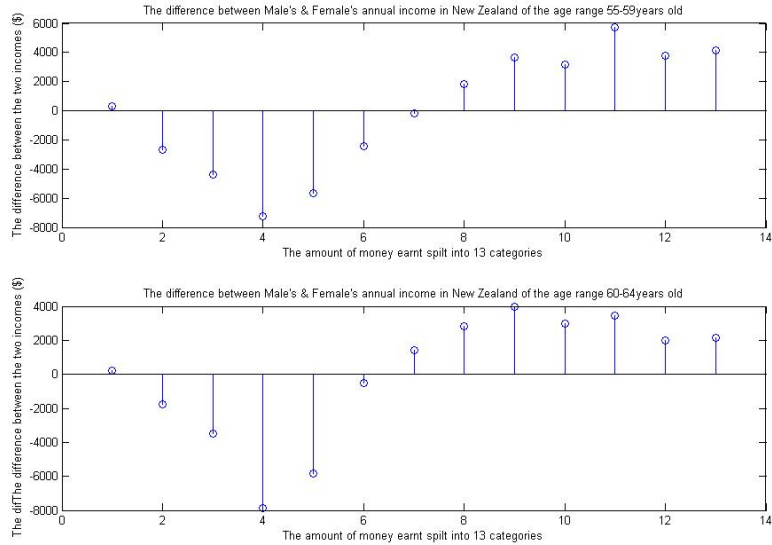 The difference between Male's & Female's annual income in New Zealand of the age range 55-59years old
The difference between the two incomes ($)
6000
4000
2000
0
-2000
-4000
-6000
-8000
0 2 4 6 8 10 12 14
The amount of money earnt spilt into 13 categories
The difference between Male's & Female's annual income in New Zealand of the age range 60-64years old
The difThe difference between the two incomes ($)
4000
2000
0
-2000
-4000
-6000
-8000
0 2 4 6 8 10 12 14
The amount of money earnt spilt into 13 categories